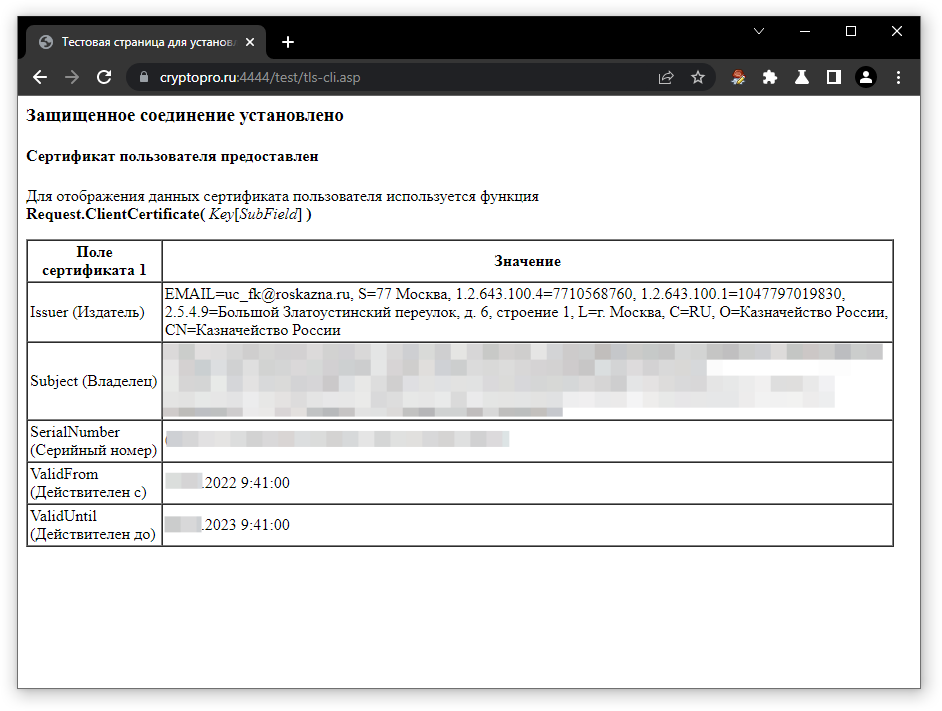 Тестовая страница для установ
cryptopro.ru:4444/test/tls-cli.asp
Защищенное соединение установлено
Сертификат пользователя предоставлен
Для отображения данных сертификата пользователя используется функция
Request.ClientCertificate( Key[SubField] )
Поле
сертификата 1
Значение
Issuer (Издатель)
EMAIL=uc_fk@roskazna.ru, S=77 Москва, 1.2.643.100.4=7710568760, 1.2.643.100.1=1047797019830,
2.5.4.9=Большой Златоустинский переулок, д. 6, строение 1, L=г. Москва, C=RU, O=Казначейство России,
CN=Казначейство России
Subject (Владелец)
SerialNumber
(Серийный номер)
ValidFrom
(Действителен с)
.2022 9:41:00
ValidUntil
(Действителен до)
.2023 9:41:00